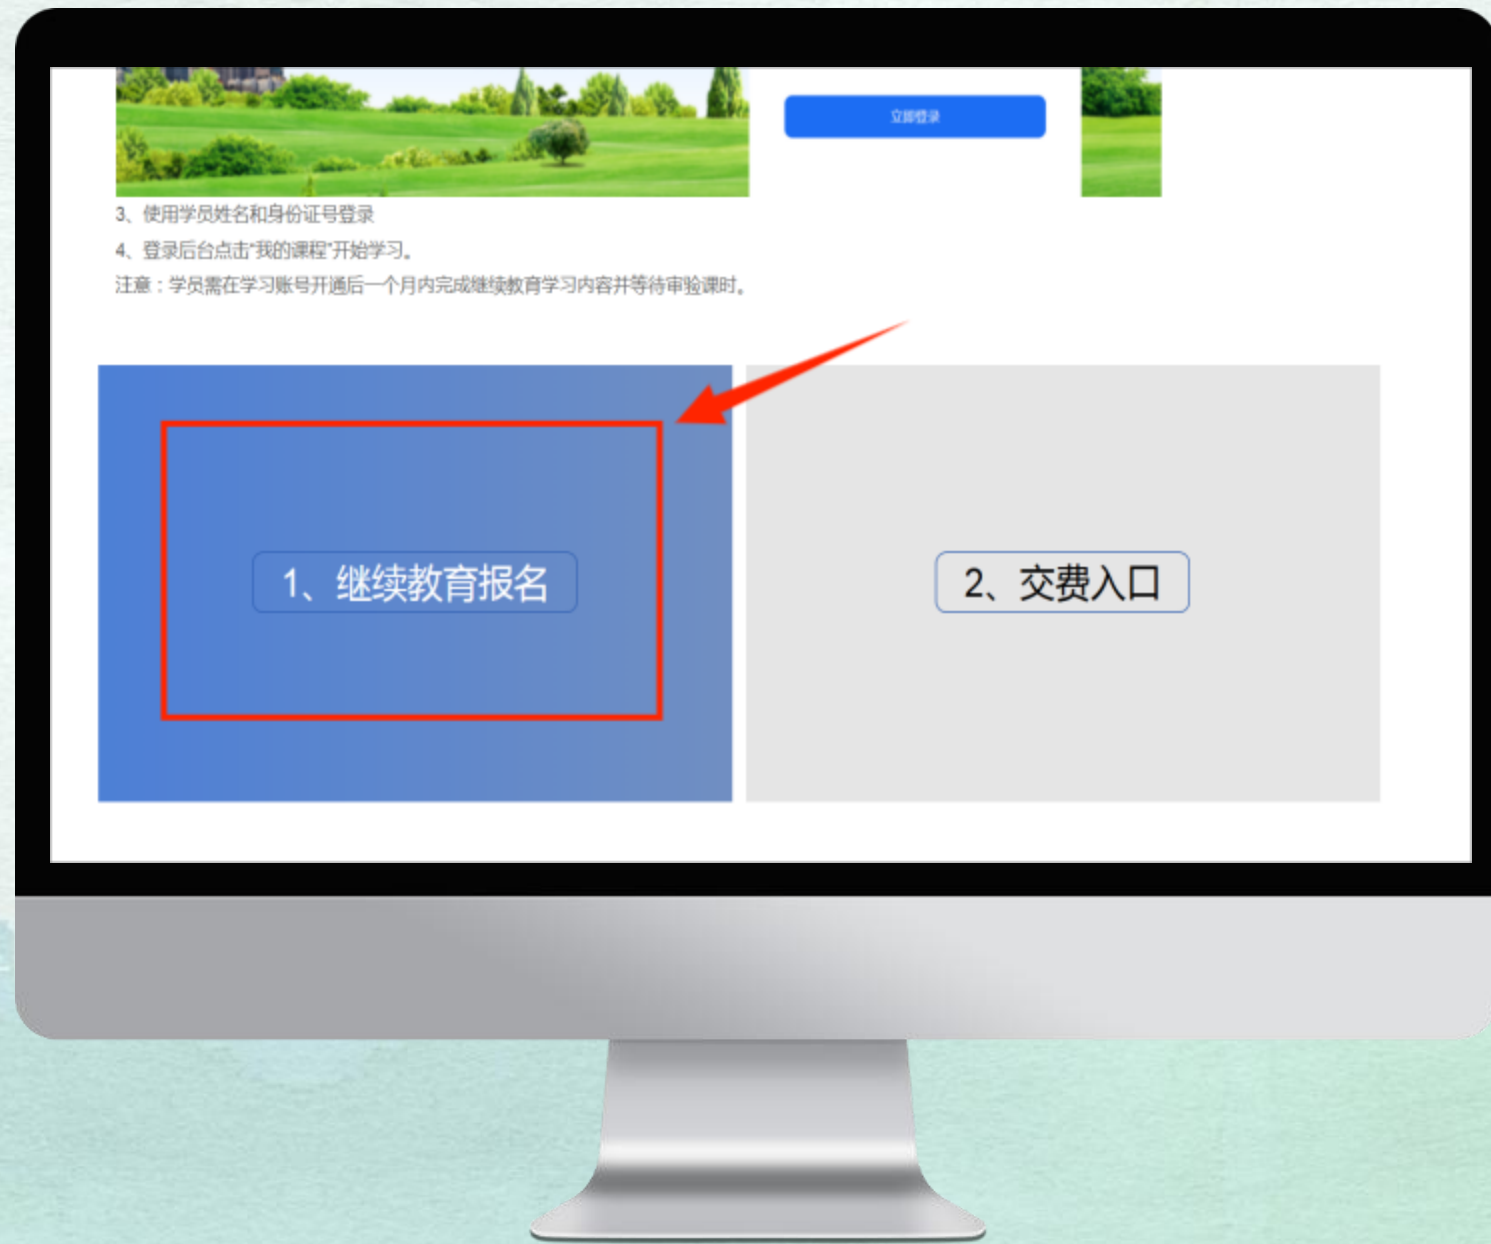 立即登录
3、使用学员姓名和身份证号登录
4、登录后台点击“我的课程”开始学习。
注意：学员需在学习账号开通后一个月内完成继续教育学习内容并等待审验课时。
1、继续教育报名
2、交费入口